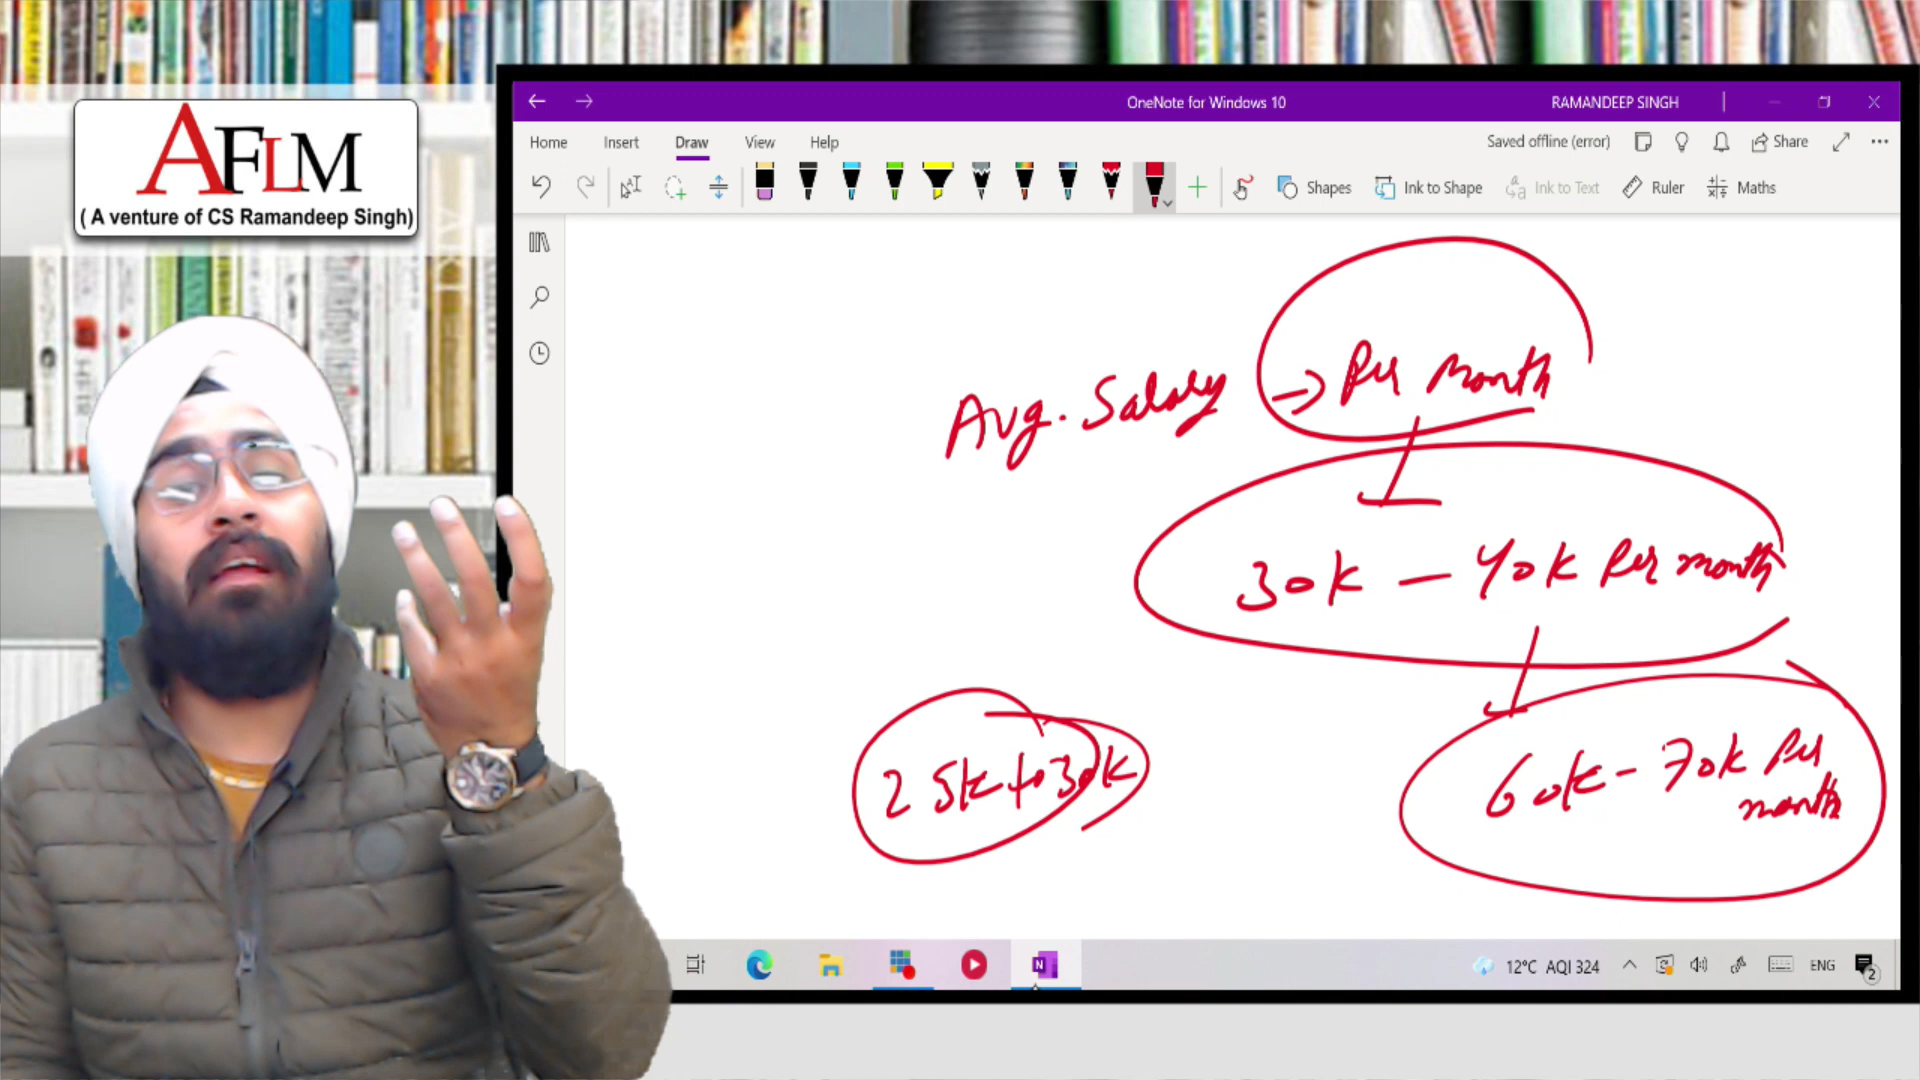 AFLM
( A venture of CS Ramandeep Singh)
OneNote for Windows 10
RAMANDEEP SINGH
Home Insert Draw View Help
Saved offline (error)
Share
Shapes
Ink to Shape
Ink to Text
Ruler
Maths
Avg. Salary → Per month
30k – 40k Per month
25k to 30k
60k – 70k Per
month
12°C AQI 324
ENG
2